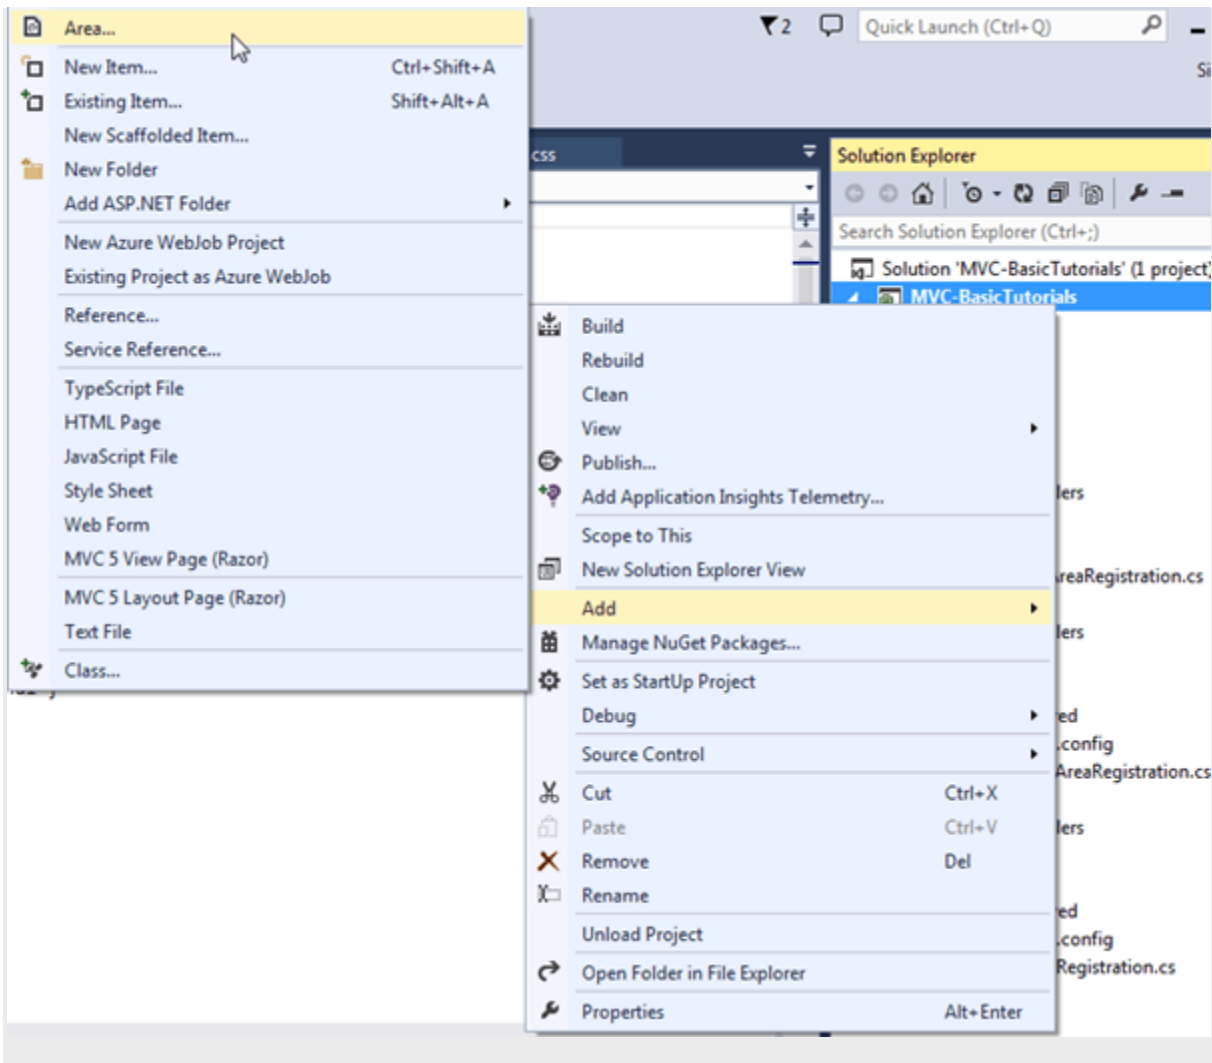 Area...
New Item... Ctrl+Shift+A
Existing Item... Shift+Alt+A
New Scaffolded Item...
New Folder
Add ASP.NET Folder
New Azure WebJob Project
Existing Project as Azure WebJob
Reference...
Service Reference...
TypeScript File
HTML Page
JavaScript File
Style Sheet
Web Form
MVC 5 View Page (Razor)
MVC 5 Layout Page (Razor)
Text File
Class...
2
Quick Launch (Ctrl+Q)
Si
css
Solution Explorer
Search Solution Explorer (Ctrl+;)
Solution 'MVC-BasicTutorials' (1 project)
MVC-BasicTutorials
Build
Rebuild
Clean
View
Publish...
Add Application Insights Telemetry...
Scope to This
New Solution Explorer View
Add
Manage NuGet Packages...
Set as StartUp Project
Debug
Source Control
Cut Ctrl+X
Paste Ctrl+V
Remove Del
Rename
Unload Project
Open Folder in File Explorer
Properties Alt+Enter
lers
reaRegistration.cs
lers
ed
.config
AreaRegistration.cs
lers
ed
.config
Registration.cs